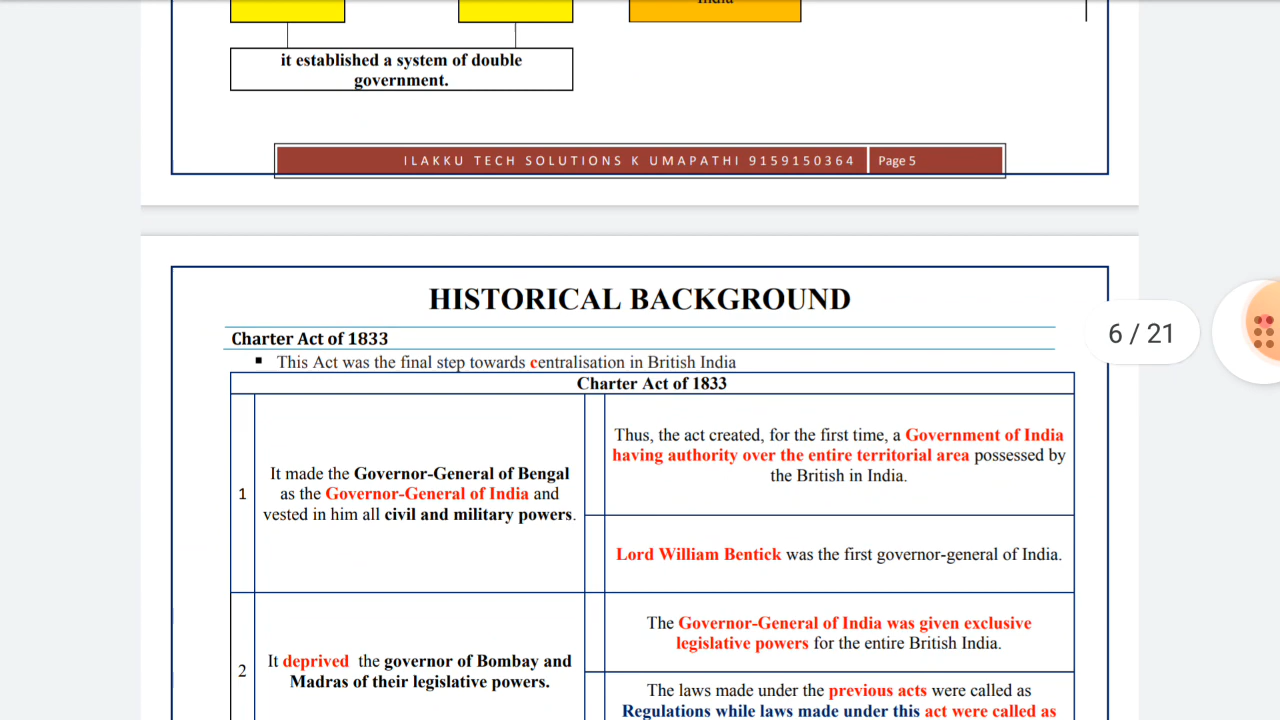 India
it established a system of double
government.
ILAKKU TECH SOLUTIONS K UMAPATHI 9159150364 Page 5
HISTORICAL BACKGROUND
6 / 21
Charter Act of 1833
▪ This Act was the final step towards centralisation in British India
Charter Act of 1833
1
It made the Governor-General of Bengal
as the Governor-General of India and
vested in him all civil and military powers.
Thus, the act created, for the first time, a Government of India
having authority over the entire territorial area possessed by
the British in India.
Lord William Bentick was the first governor-general of India.
2
It deprived the governor of Bombay and
Madras of their legislative powers.
The Governor-General of India was given exclusive
legislative powers for the entire British India.
The laws made under the previous acts were called as
Regulations while laws made under this act were called as